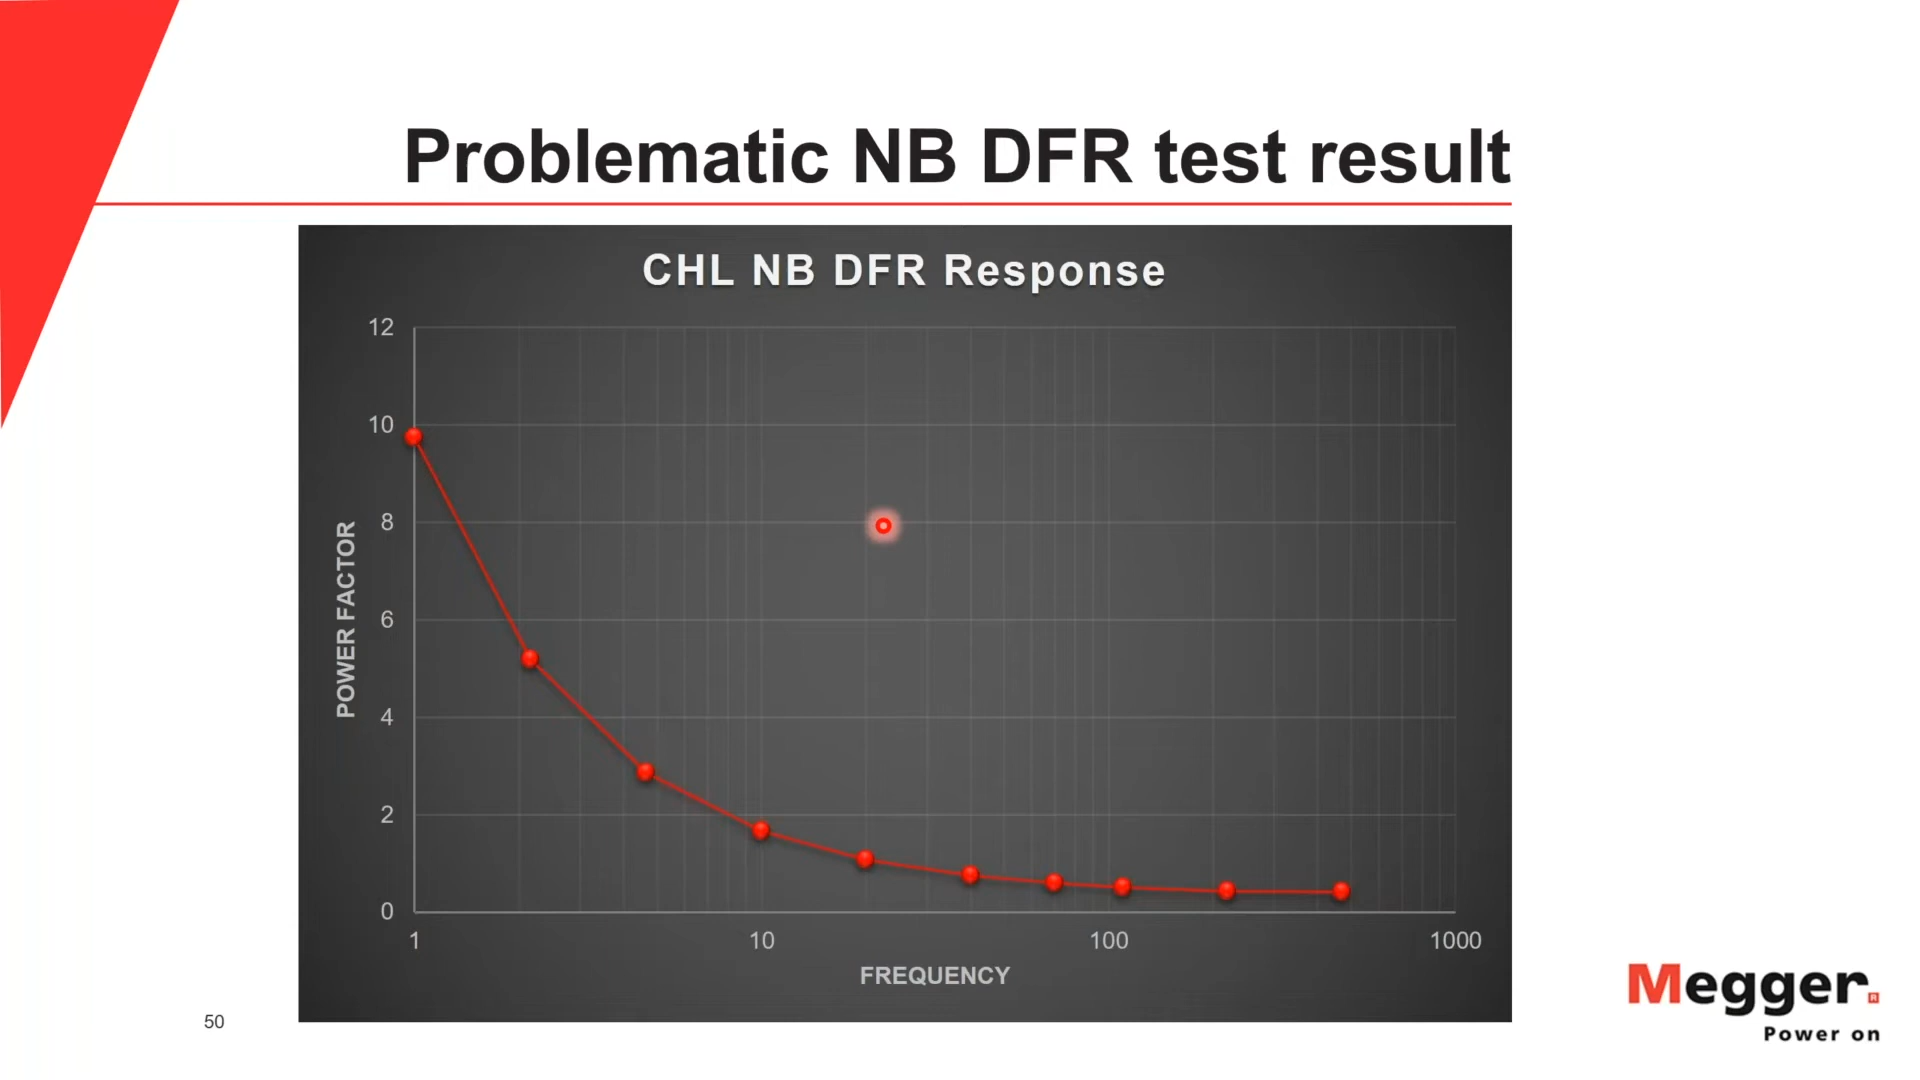 Problematic NB DFR test result
CHL NB DFR Response
12
10
8
6
4
2
0
POWER FACTOR
1 10 100 1000
FREQUENCY
50
Megger®
Power on